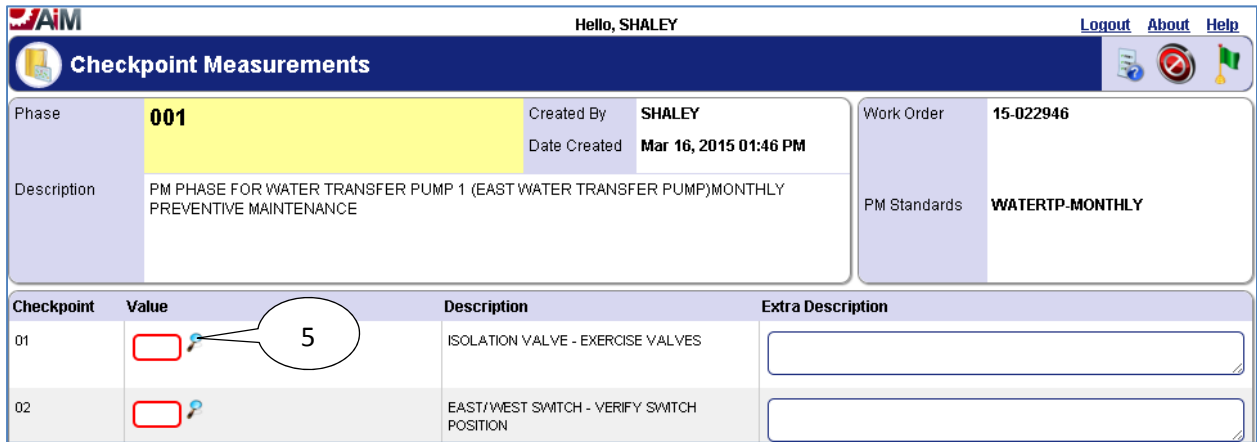 AiM
Hello, SHALEY
Logout About Help
Checkpoint Measurements
Phase 001
Created By SHALEY
Date Created Mar 16, 2015 01:46 PM
Description PM PHASE FOR WATER TRANSFER PUMP 1 (EAST WATER TRANSFER PUMP)MONTHLY
PREVENTIVE MAINTENANCE
Work Order 15-022946
PM Standards WATERTP-MONTHLY
Checkpoint Value Description Extra Description
01 5 ISOLATION VALVE - EXERCISE VALVES
02 EAST/WEST SWITCH - VERIFY SWITCH
POSITION